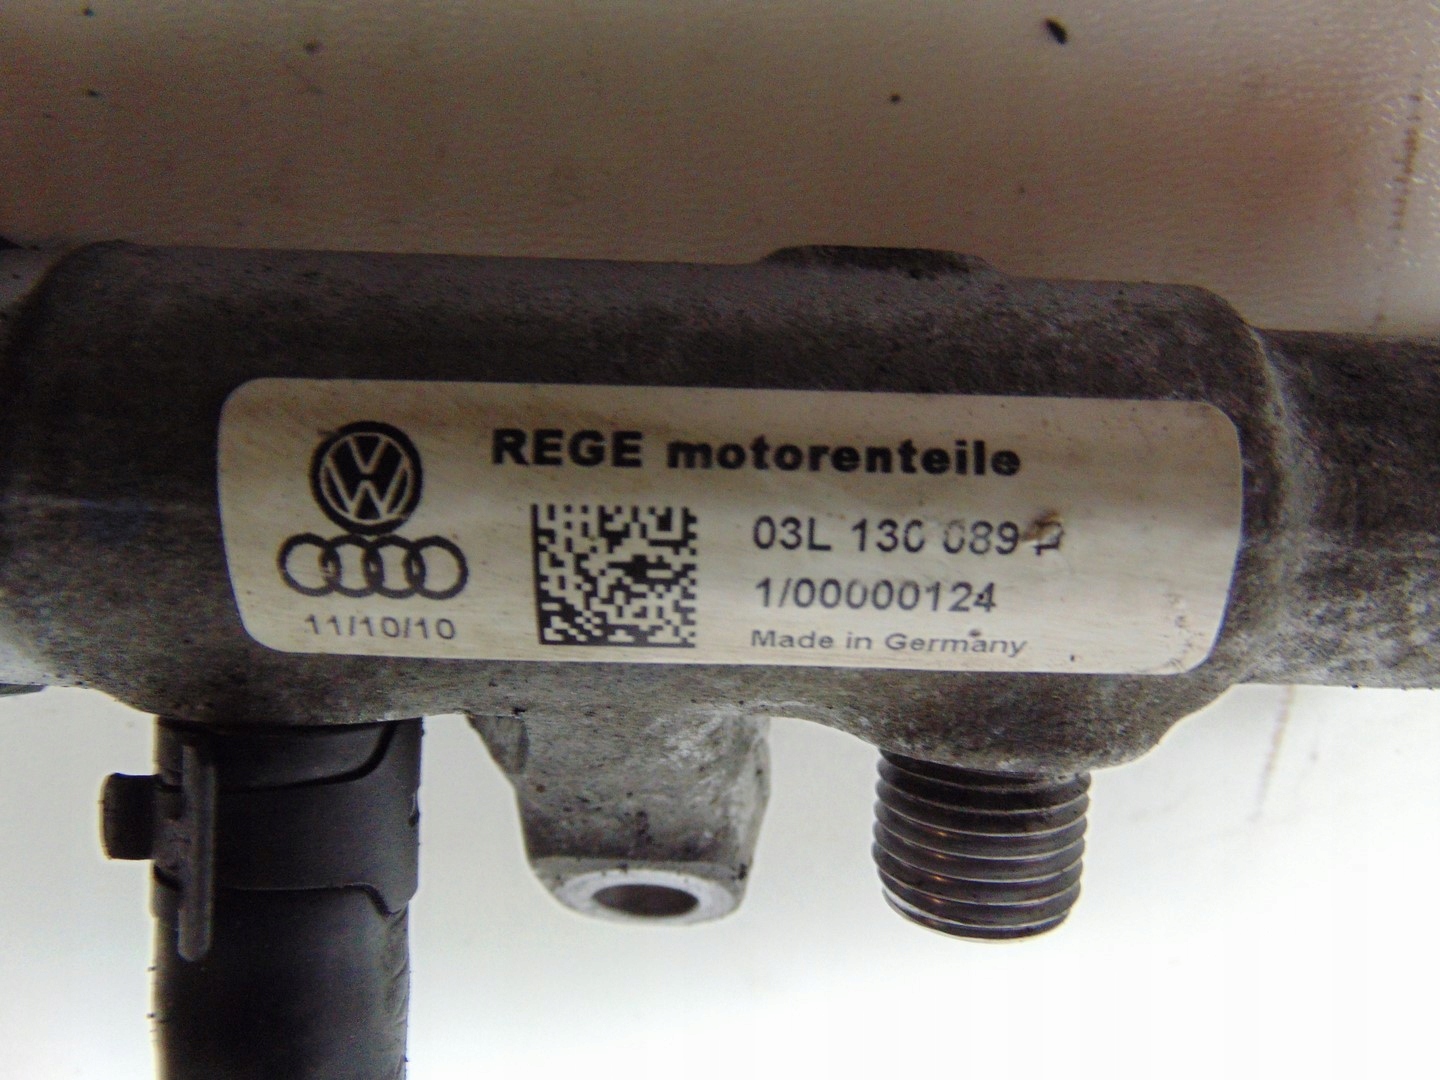 REGE motorenteile
03L 130 089
1/00000124
Made in Germany
11/10/10